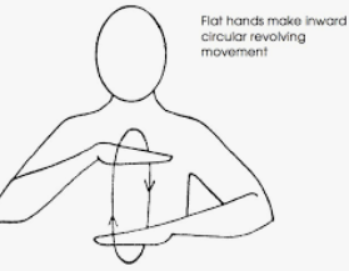 Flat hands make inward
circular revolving
movement